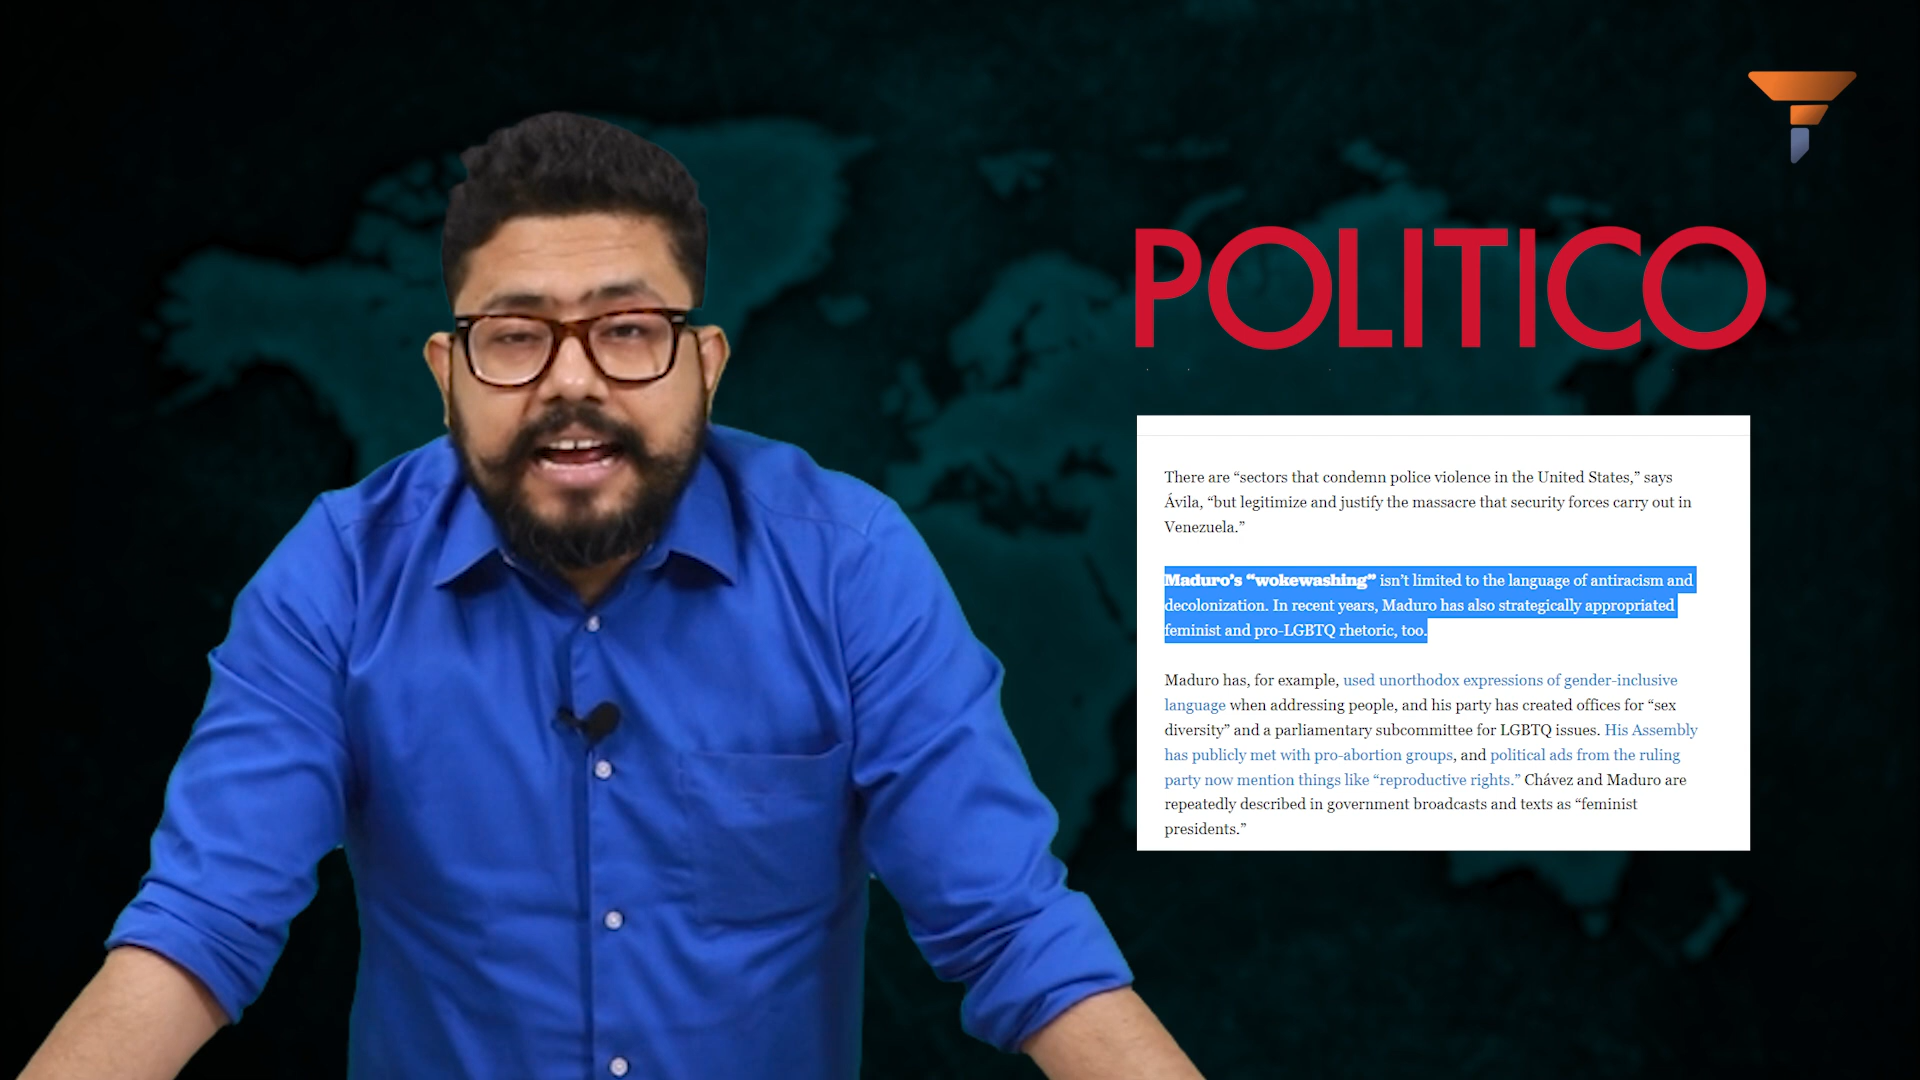 POLITICO
There are “sectors that condemn police violence in the United States,” says
Ávila, “but legitimize and justify the massacre that security forces carry out in
Venezuela.”
Maduro’s “wokewashing” isn’t limited to the language of antiracism and
decolonization. In recent years, Maduro has also strategically appropriated
feminist and pro-LGBTQ rhetoric, too.
Maduro has, for example, used unorthodox expressions of gender-inclusive
language when addressing people, and his party has created offices for “sex
diversity” and a parliamentary subcommittee for LGBTQ issues. His Assembly
has publicly met with pro-abortion groups, and political ads from the ruling
party now mention things like “reproductive rights.” Chávez and Maduro are
repeatedly described in government broadcasts and texts as “feminist
presidents.”